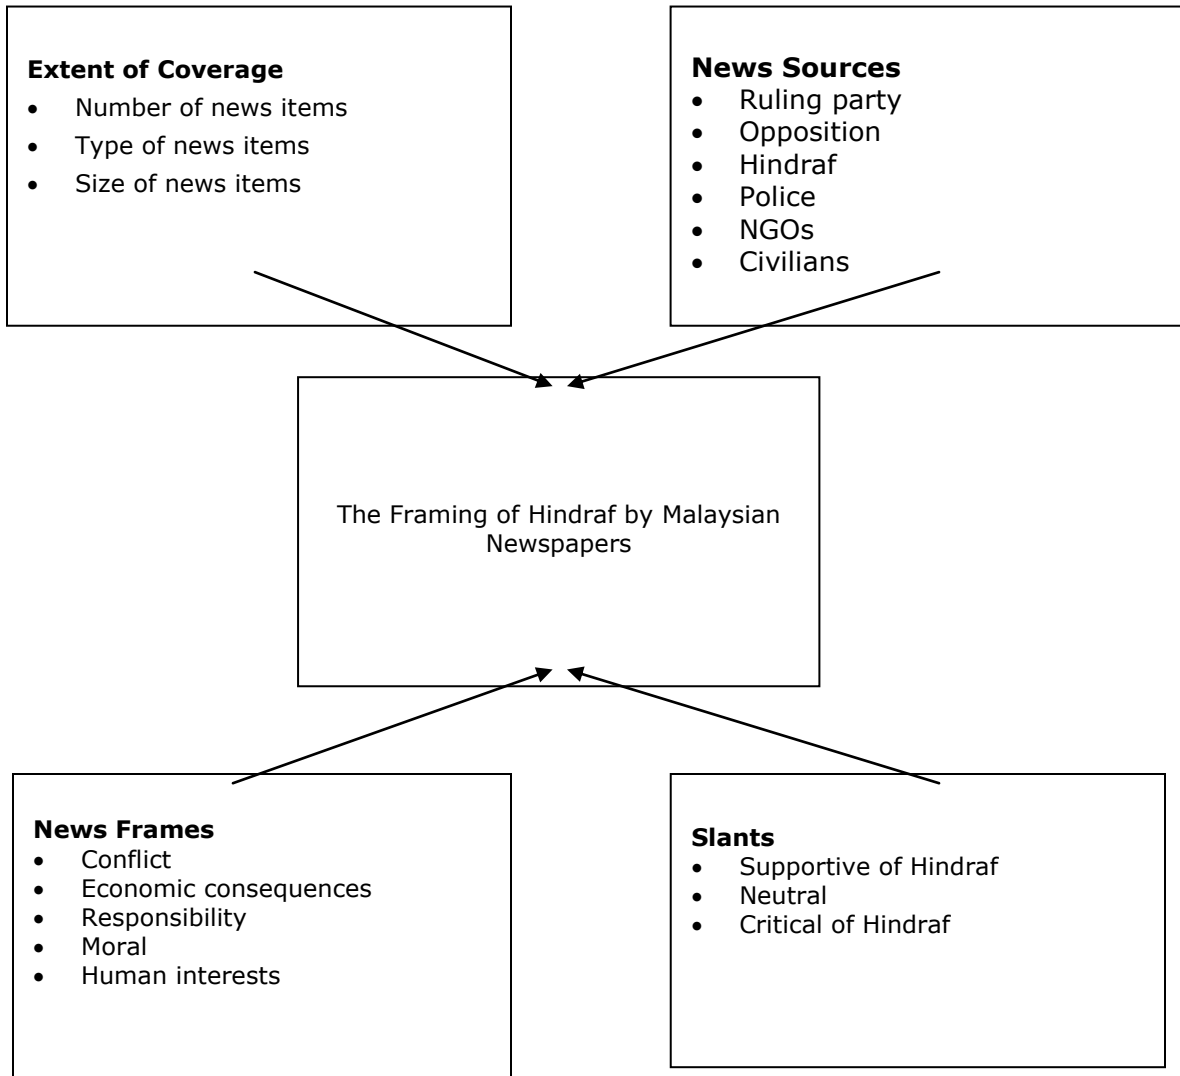 Extent of Coverage
• Number of news items
• Type of news items
• Size of news items
News Sources
• Ruling party
• Opposition
• Hindraf
• Police
• NGOs
• Civilians
The Framing of Hindraf by Malaysian
Newspapers
News Frames
• Conflict
• Economic consequences
• Responsibility
• Moral
• Human interests
Slants
• Supportive of Hindraf
• Neutral
• Critical of Hindraf